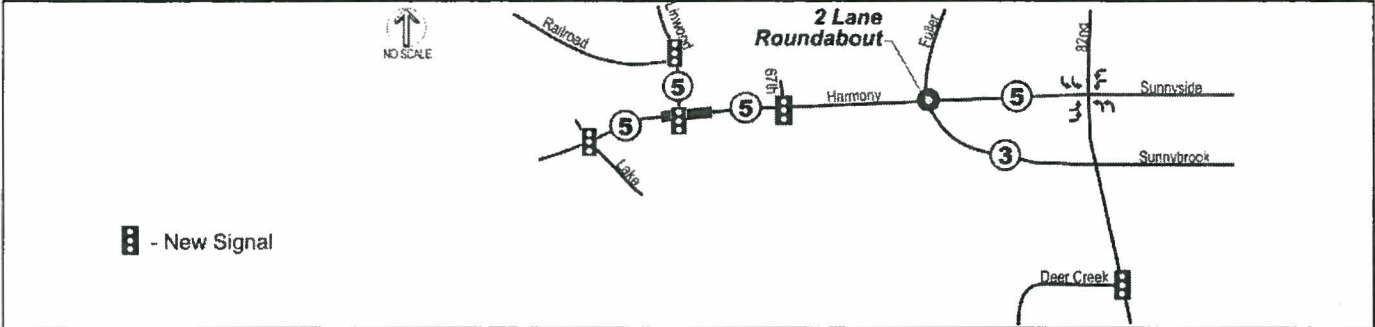 NO SCALE
Railroad
Linwood
2 Lane
Roundabout
Fuller
82nd
67th
Harmony
Sunnyside
5
5
5
5
3
Sunnybrook
Lake
- New Signal
Deer Creek